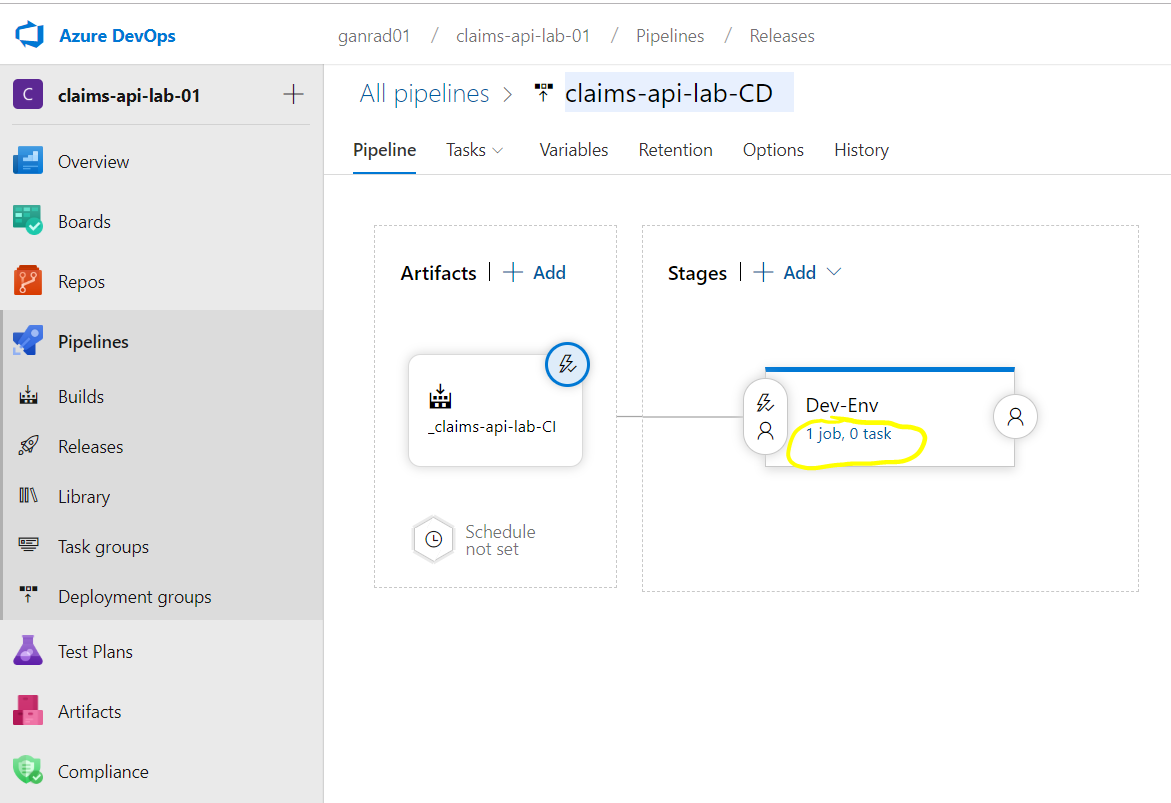 Azure DevOps
ganrad01 / claims-api-lab-01 / Pipelines / Releases
C claims-api-lab-01
All pipelines > claims-api-lab-CD
Pipeline Tasks Variables Retention Options History
Overview
Boards
Repos
Pipelines
Builds
Releases
Library
Task groups
Deployment groups
Test Plans
Artifacts
Compliance
Artifacts | + Add
_claims-api-lab-CI
Schedule
not set
Stages | + Add
Dev-Env
1 job, 0 task